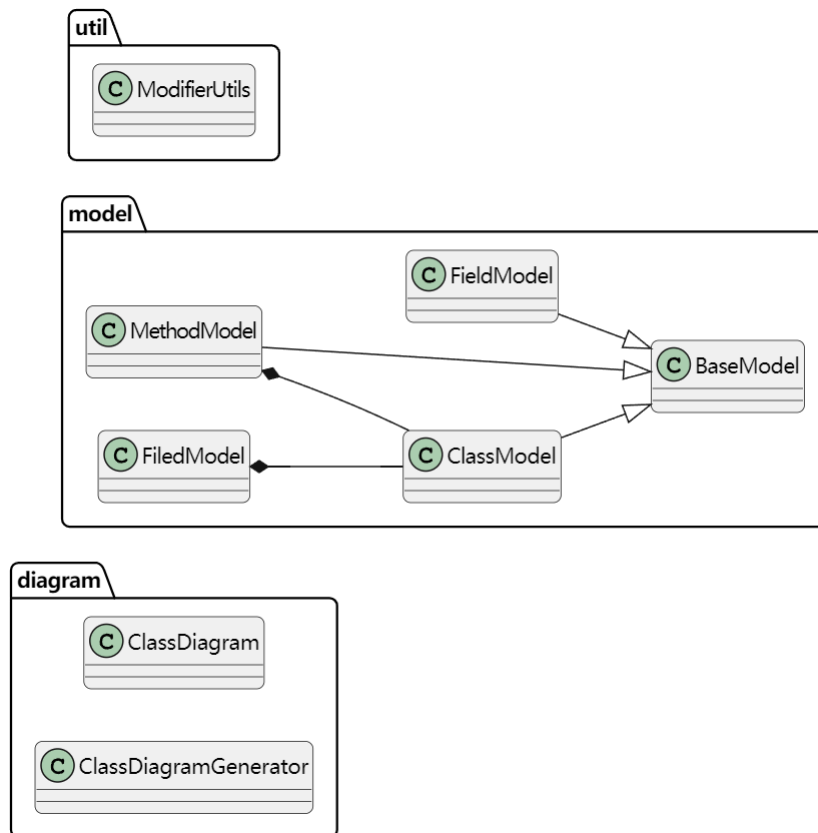 util
C ModifierUtils
model
C FieldModel
C MethodModel
C BaseModel
C FiledModel
C ClassModel
diagram
C ClassDiagram
C ClassDiagramGenerator